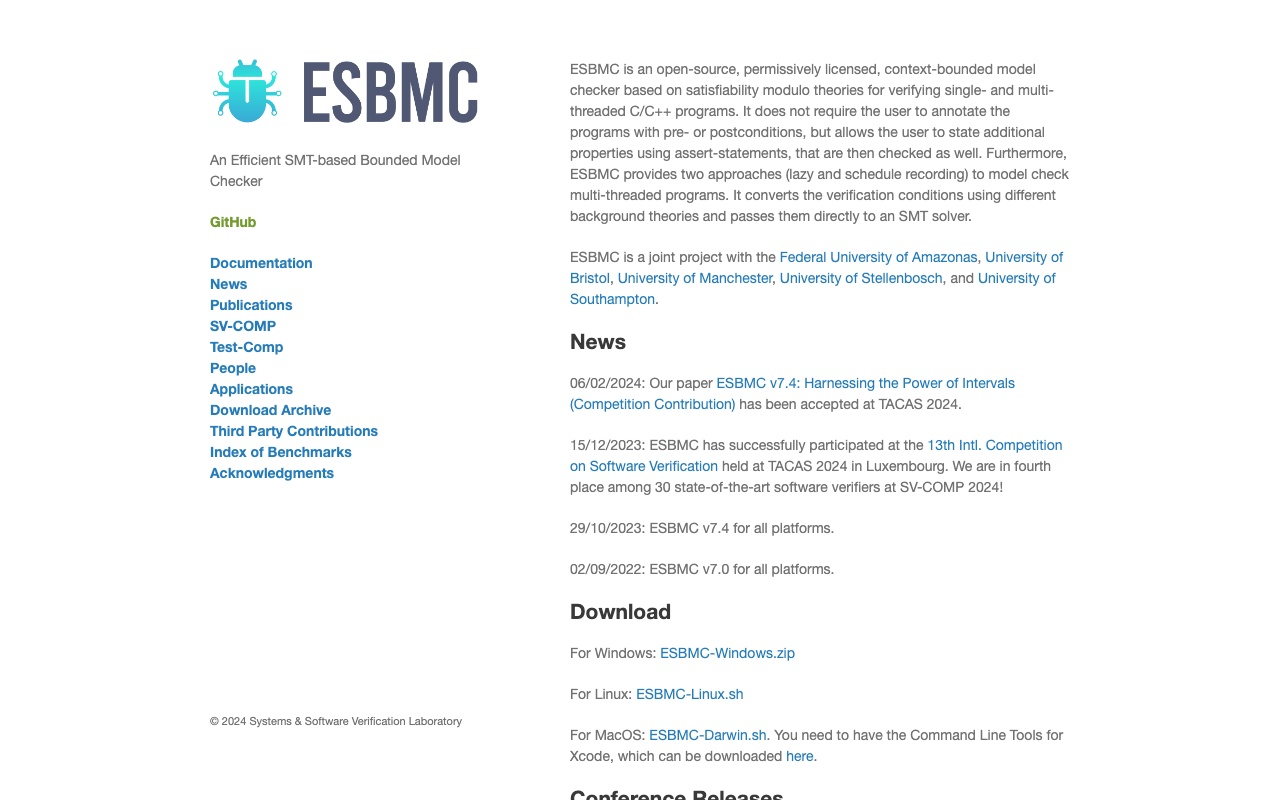 ESBMC
An Efficient SMT-based Bounded Model
Checker
GitHub
Documentation
News
Publications
SV-COMP
Test-Comp
People
Applications
Download Archive
Third Party Contributions
Index of Benchmarks
Acknowledgments
© 2024 Systems & Software Verification Laboratory
ESBMC is an open-source, permissively licensed, context-bounded model
checker based on satisfiability modulo theories for verifying single- and multi-
threaded C/C++ programs. It does not require the user to annotate the
programs with pre- or postconditions, but allows the user to state additional
properties using assert-statements, that are then checked as well. Furthermore,
ESBMC provides two approaches (lazy and schedule recording) to model check
multi-threaded programs. It converts the verification conditions using different
background theories and passes them directly to an SMT solver.
ESBMC is a joint project with the Federal University of Amazonas, University of
Bristol, University of Manchester, University of Stellenbosch, and University of
Southampton.
News
06/02/2024: Our paper ESBMC v7.4: Harnessing the Power of Intervals
(Competition Contribution) has been accepted at TACAS 2024.
15/12/2023: ESBMC has successfully participated at the 13th Intl. Competition
on Software Verification held at TACAS 2024 in Luxembourg. We are in fourth
place among 30 state-of-the-art software verifiers at SV-COMP 2024!
29/10/2023: ESBMC v7.4 for all platforms.
02/09/2022: ESBMC v7.0 for all platforms.
Download
For Windows: ESBMC-Windows.zip
For Linux: ESBMC-Linux.sh
For MacOS: ESBMC-Darwin.sh. You need to have the Command Line Tools for
Xcode, which can be downloaded here.
Conference Releases